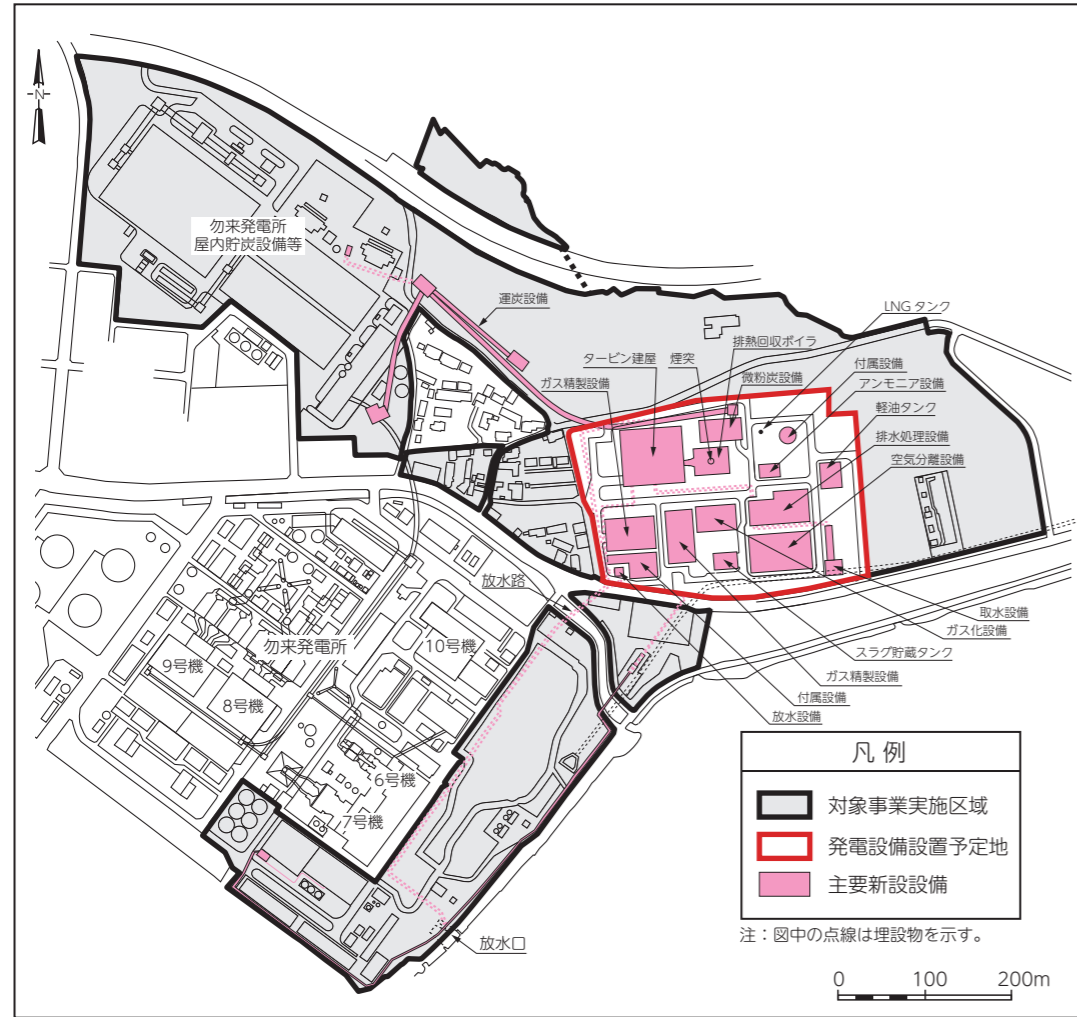 N
勿来発電所
屋内貯炭設備等
運炭設備
LNGタンク
排熱回収ボイラ
タービン建屋
煙突
付属設備
ガス精製設備
微粉炭設備
アンモニア設備
軽油タンク
排水処理設備
空気分離設備
放水路
取水設備
ガス化設備
スラグ貯蔵タンク
ガス精製設備
付属設備
放水設備
10号機
勿来発電所
9号機
8号機
6号機
7号機
放水口
凡例
対象事業実施区域
発電設備設置予定地
主要新設設備
注：図中の点線は埋設物を示す。
0 100 200m